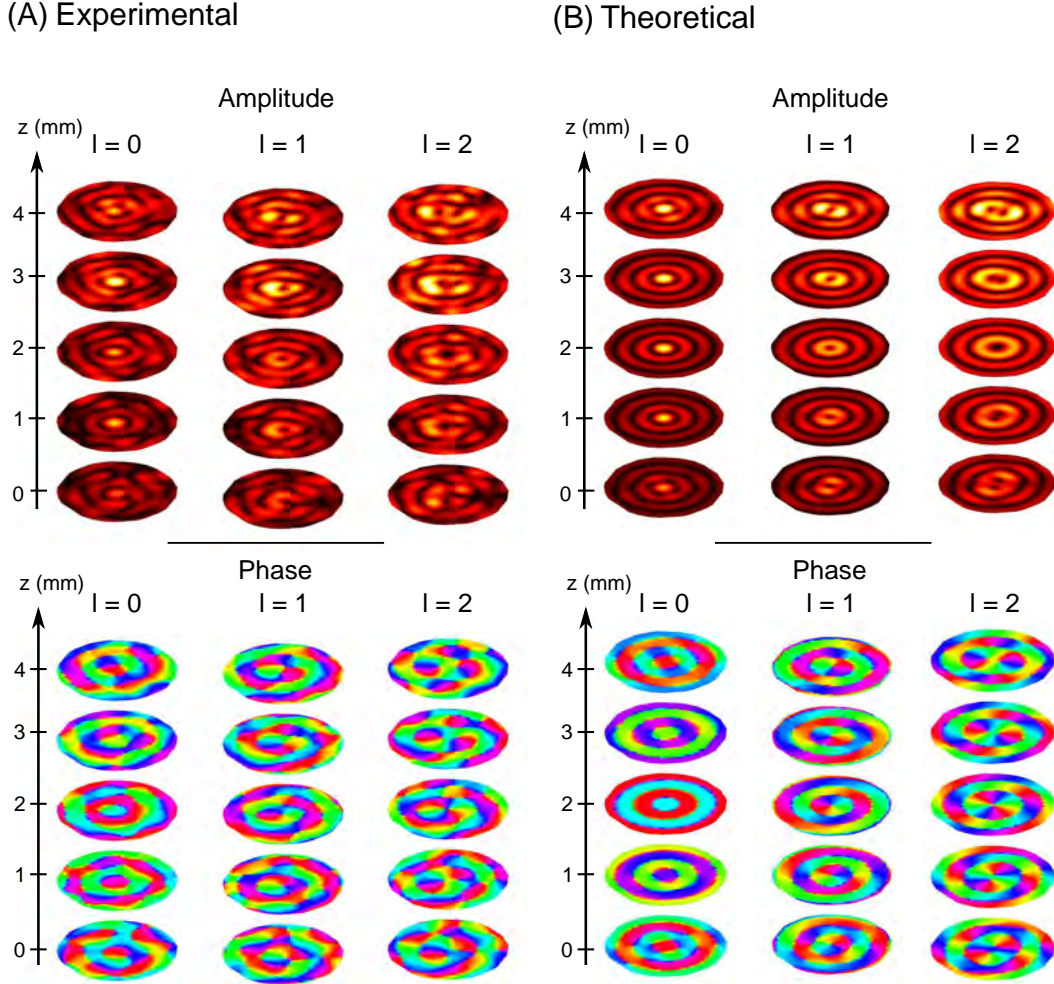 (A) Experimental
Amplitude
z (mm)
l = 0 l = 1 l = 2
4
3
2
1
0
Phase
z (mm)
l = 0 l = 1 l = 2
4
3
2
1
0
(B) Theoretical
Amplitude
z (mm)
l = 0 l = 1 l = 2
4
3
2
1
0
Phase
z (mm)
l = 0 l = 1 l = 2
4
3
2
1
0